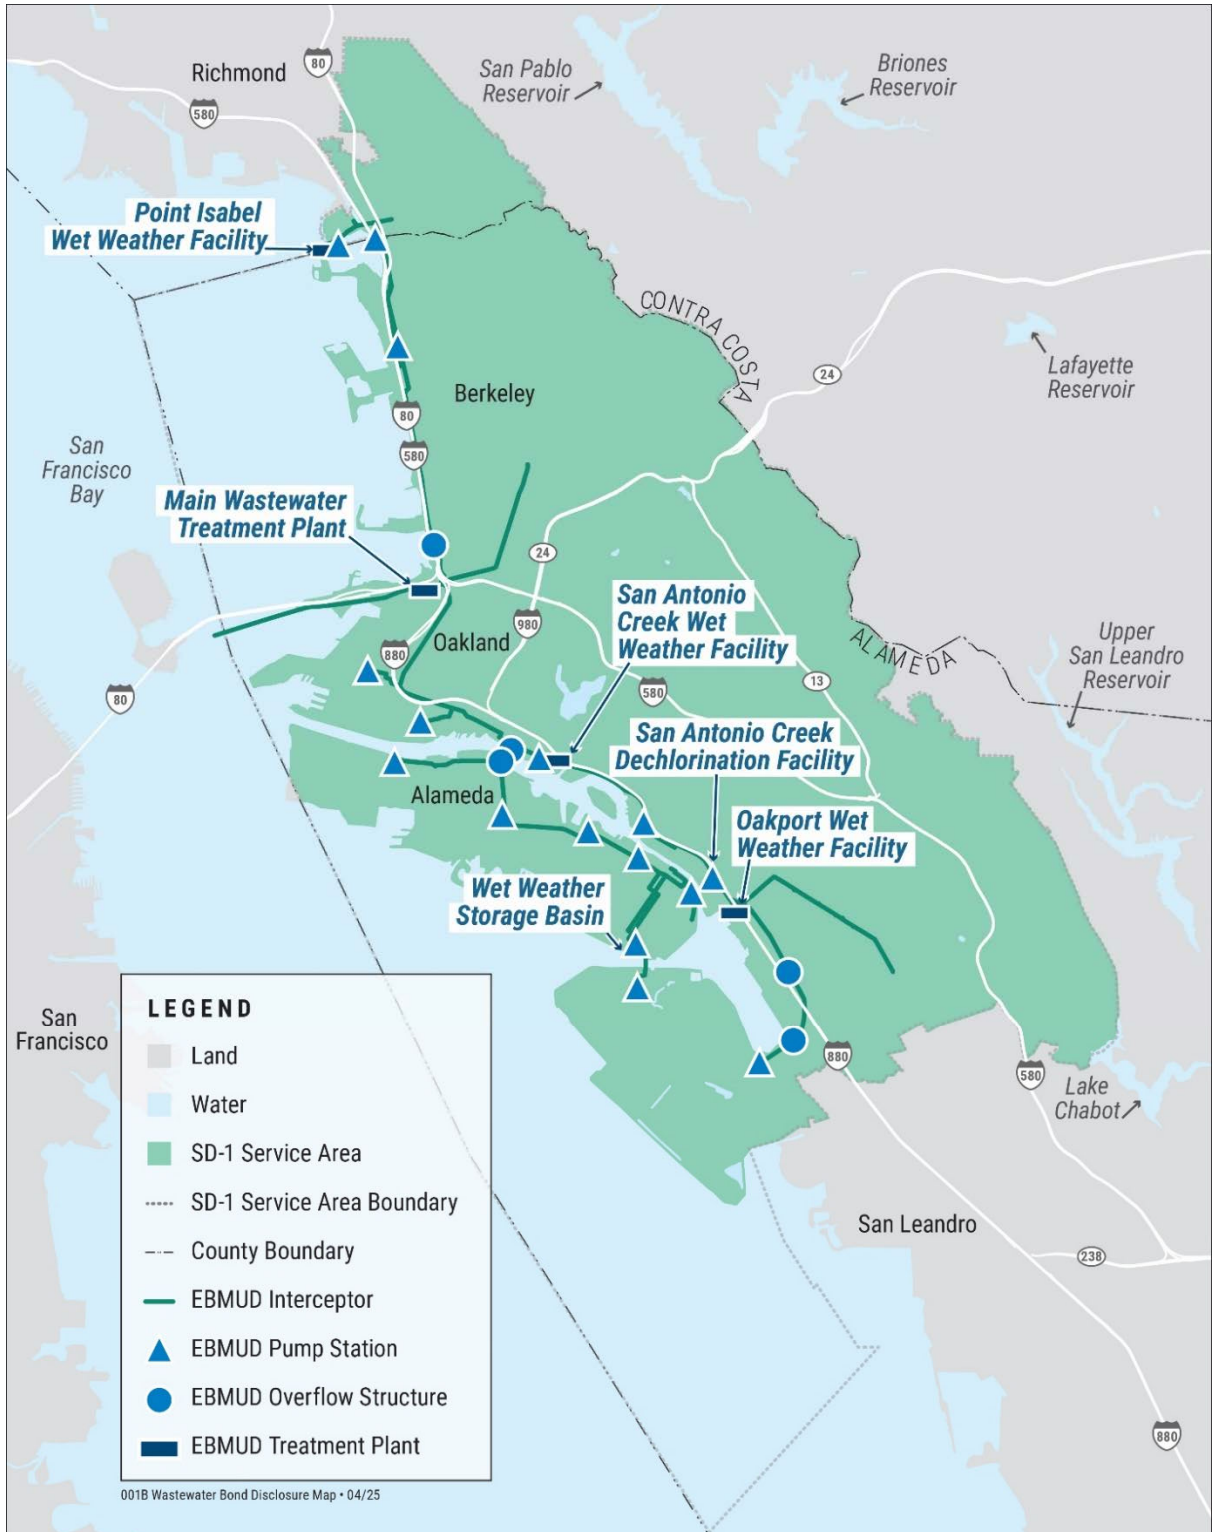 Richmond
80
580
San Pablo
Reservoir
Briones
Reservoir
Point Isabel
Wet Weather Facility
CONTRA COSTA
24
Lafayette
Reservoir
Berkeley
80
580
San
Francisco
Bay
Main Wastewater
Treatment Plant
24
San Antonio
Creek Wet
Weather Facility
980
Oakland
880
ALAMEDA
Upper
San Leandro
Reservoir
580
13
80
San Antonio Creek
Dechlorination Facility
Alameda
Oakport Wet
Weather Facility
Wet Weather
Storage Basin
San
Francisco
880
580
Lake
Chabot
San Leandro
238
880
LEGEND
Land
Water
SD-1 Service Area
SD-1 Service Area Boundary
County Boundary
EBMUD Interceptor
EBMUD Pump Station
EBMUD Overflow Structure
EBMUD Treatment Plant
001B Wastewater Bond Disclosure Map • 04/25